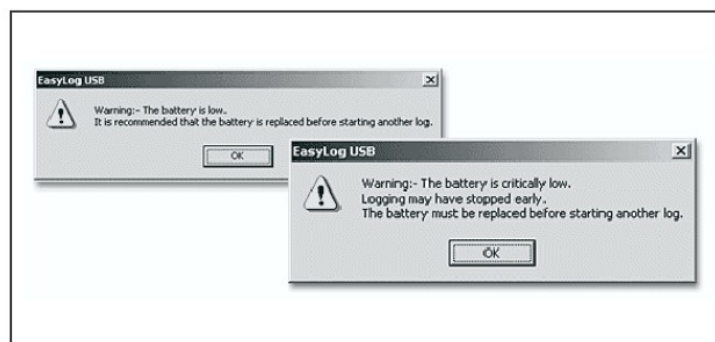 EasyLog USB
Warning:- The battery is low.
It is recommended that the battery is replaced before starting another log.
OK
EasyLog USB
Warning:- The battery is critically low.
Logging may have stopped early.
The battery must be replaced before starting another log.
OK